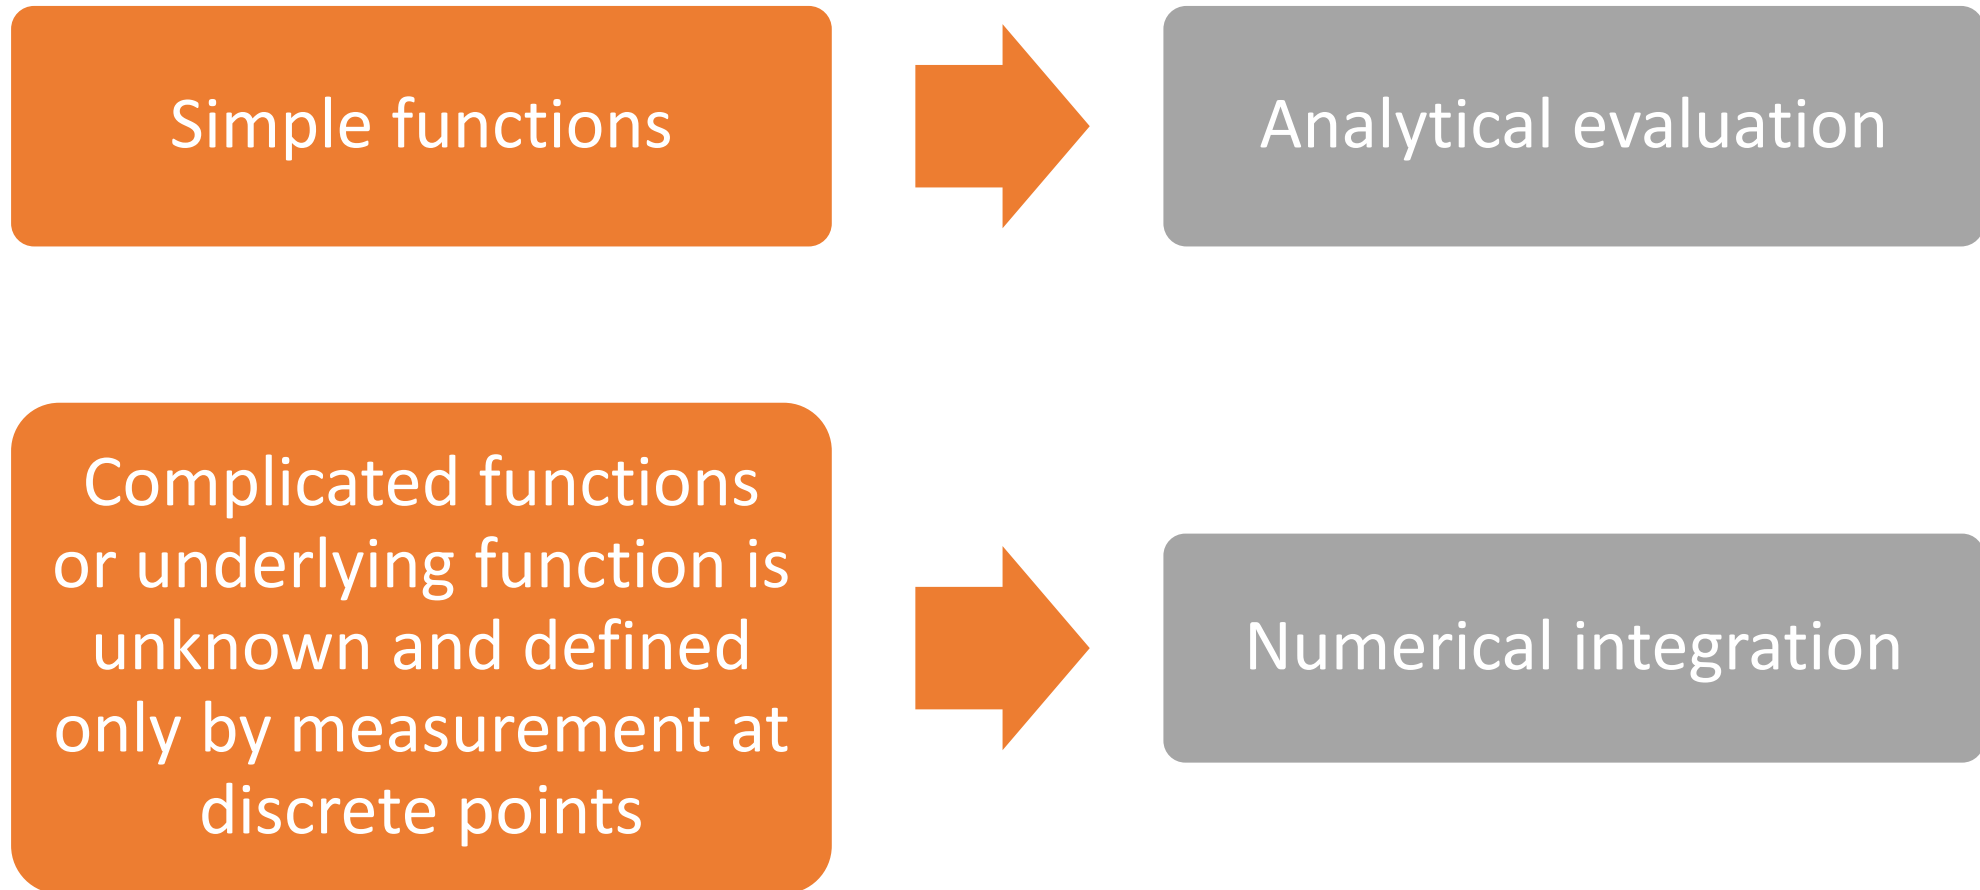 Simple functions
Analytical evaluation
Complicated functions
or underlying function is
unknown and defined
only by measurement at
discrete points
Numerical integration